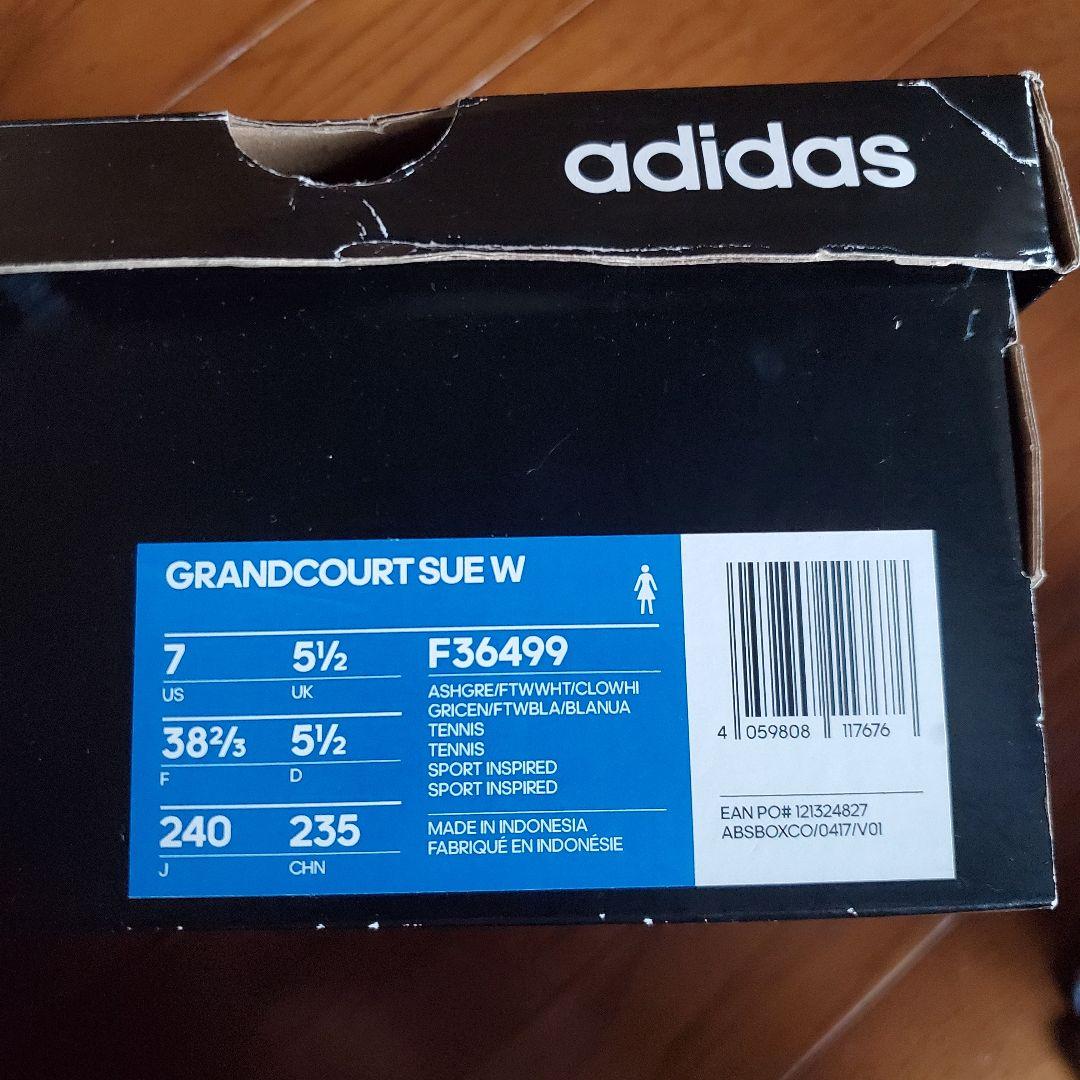 adidas
GRANDCOURT SUE W
7 5½
US UK
38⅔ 5½
F D
240 235
J CHN
F36499
ASHGRE/FTWWHT/CLOWHI
GRICEN/FTWBLA/BLANUA
TENNIS
TENNIS
SPORT INSPIRED
SPORT INSPIRED
MADE IN INDONESIA
FABRIQUÉ EN INDONÉSIE
4 059808 117676
EAN PO# 121324827
ABSBOXCO/0417/V01